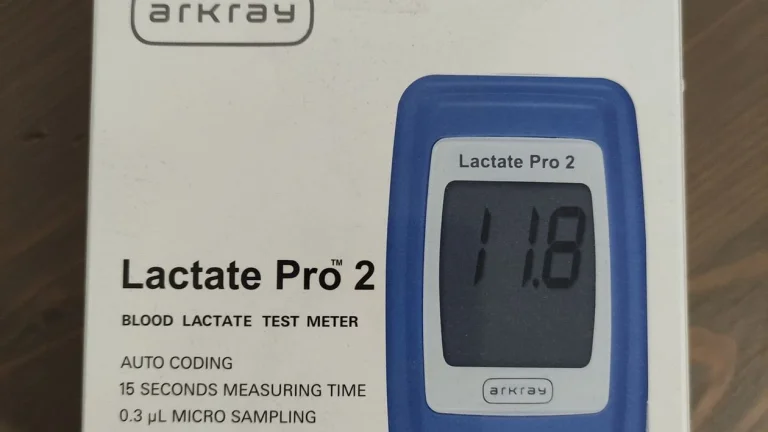 arkray
Lactate Pro 2
11.8
Lactate Pro™ 2
BLOOD LACTATE TEST METER
AUTO CODING
15 SECONDS MEASURING TIME
0.3 µL MICRO SAMPLING
arkray